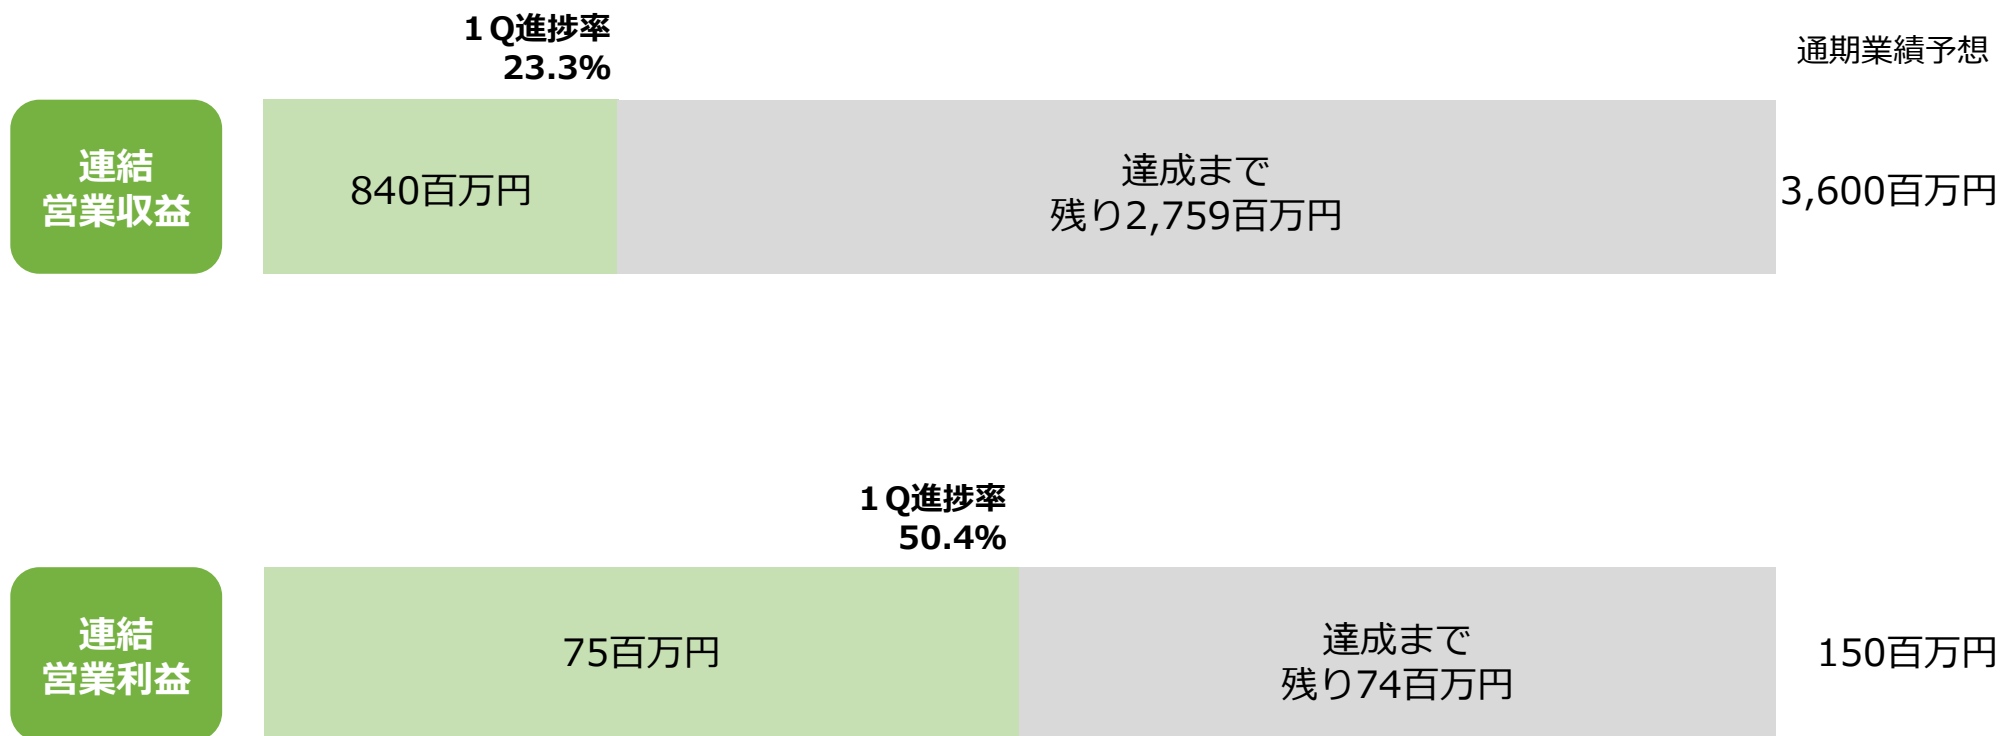 １Q進捗率
23.3%
通期業績予想
連結
営業収益
840百万円
達成まで
残り2,759百万円
3,600百万円
１Q進捗率
50.4%
連結
営業利益
75百万円
達成まで
残り74百万円
150百万円